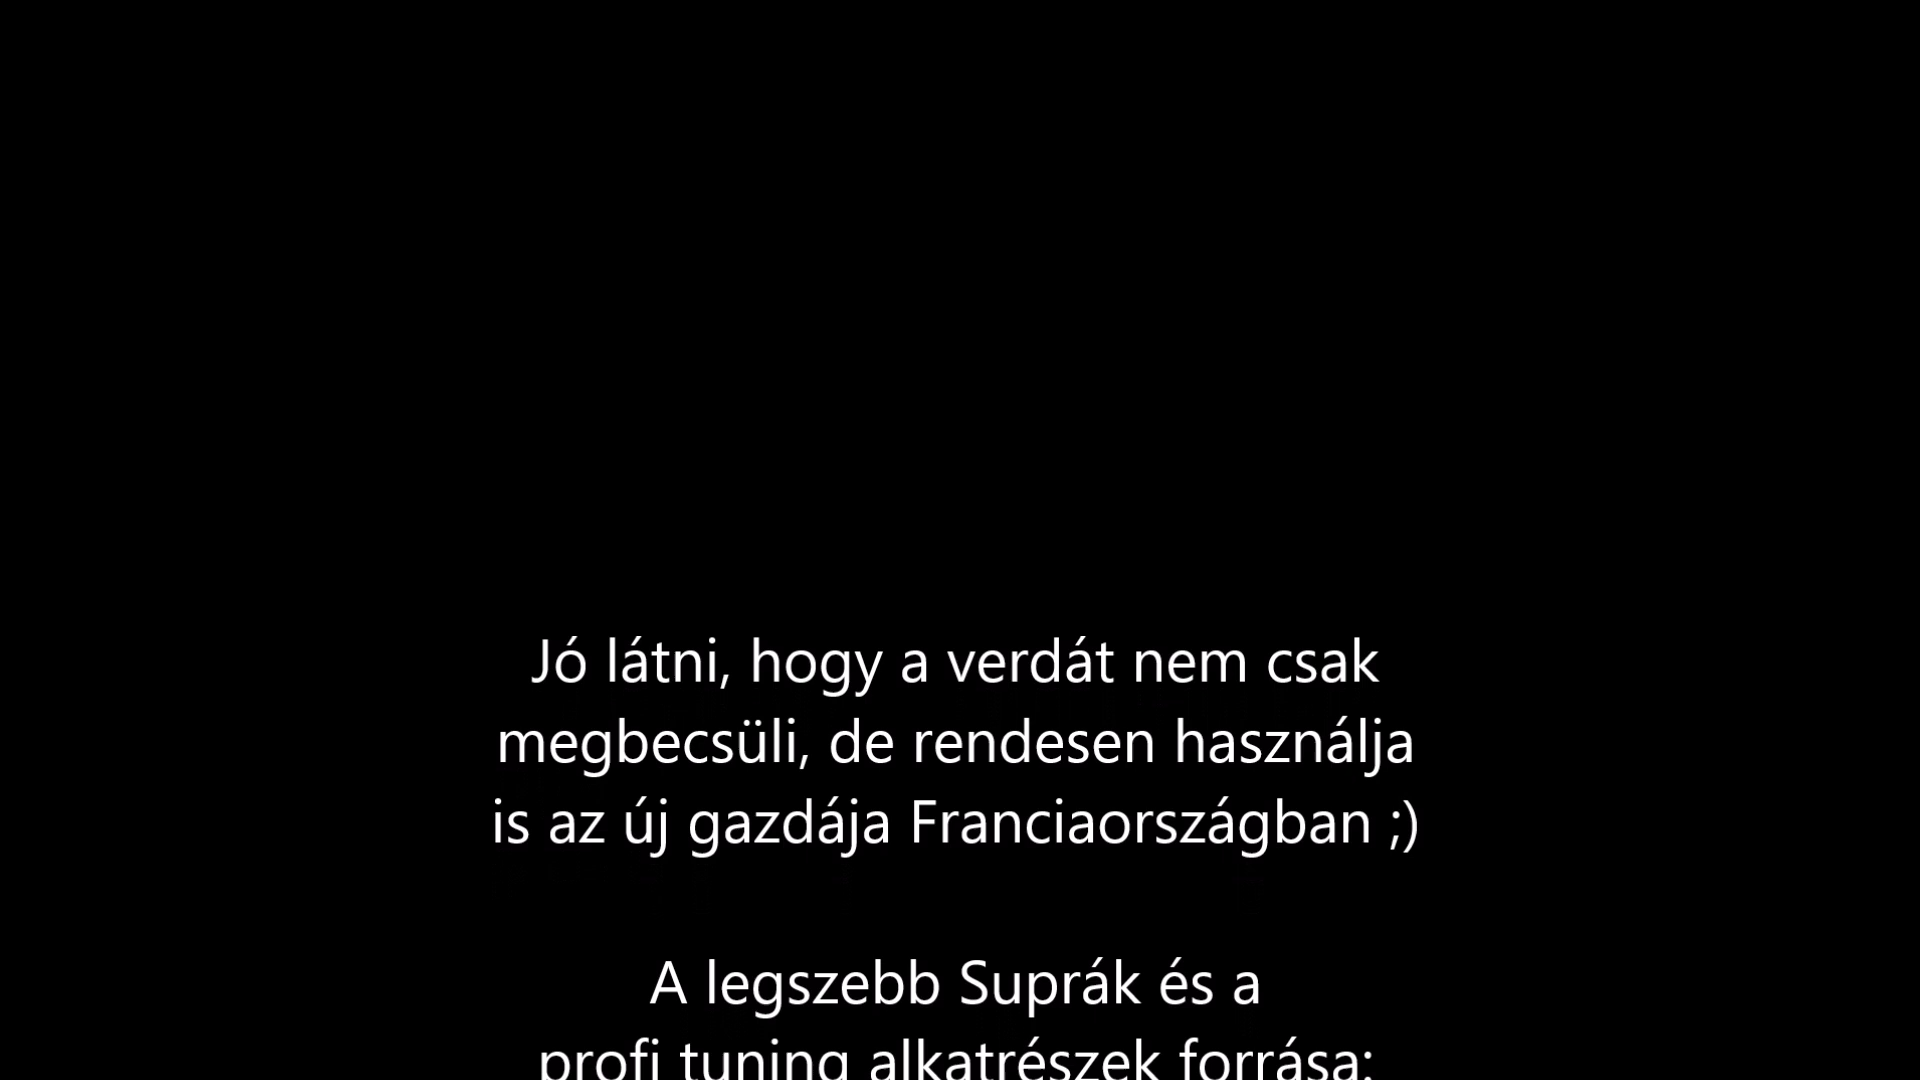 Jó látni, hogy a verdát nem csak
megbecsüli, de rendesen használja
is az új gazdája Franciaországban ;)
A legszebb Suprák és a
profi tuning alkatrészek forrása: